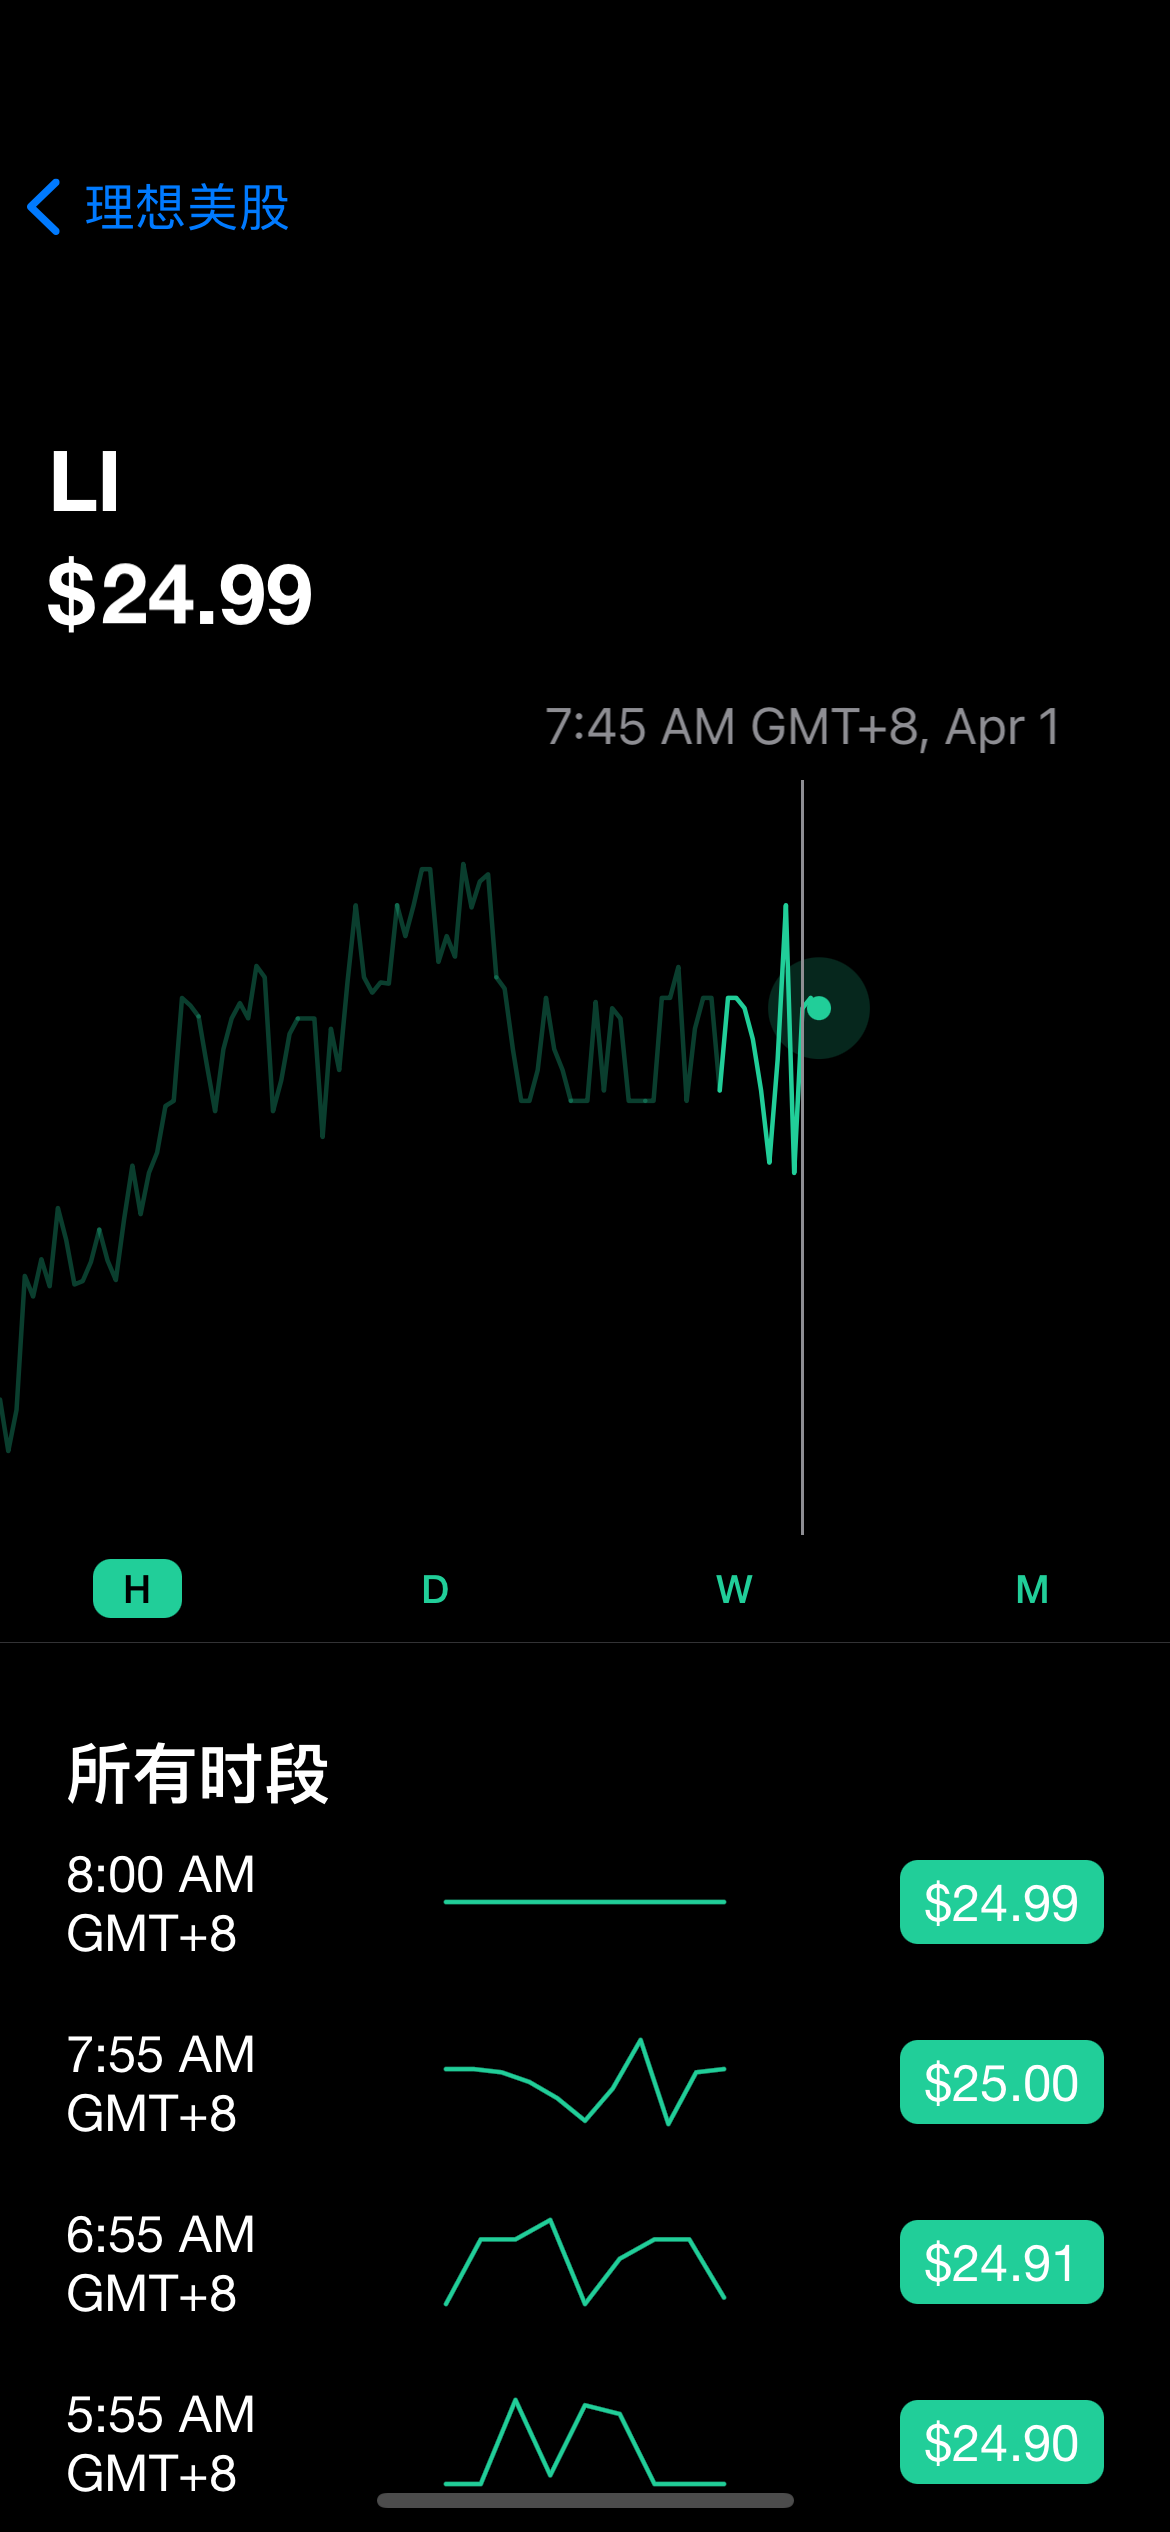 理想美股
LI
$24.99
7:45 AM GMT+8, Apr 1
H
D
W
M
所有时段
8:00 AM
GMT+8
$24.99
7:55 AM
GMT+8
$25.00
6:55 AM
GMT+8
$24.91
5:55 AM
GMT+8
$24.90